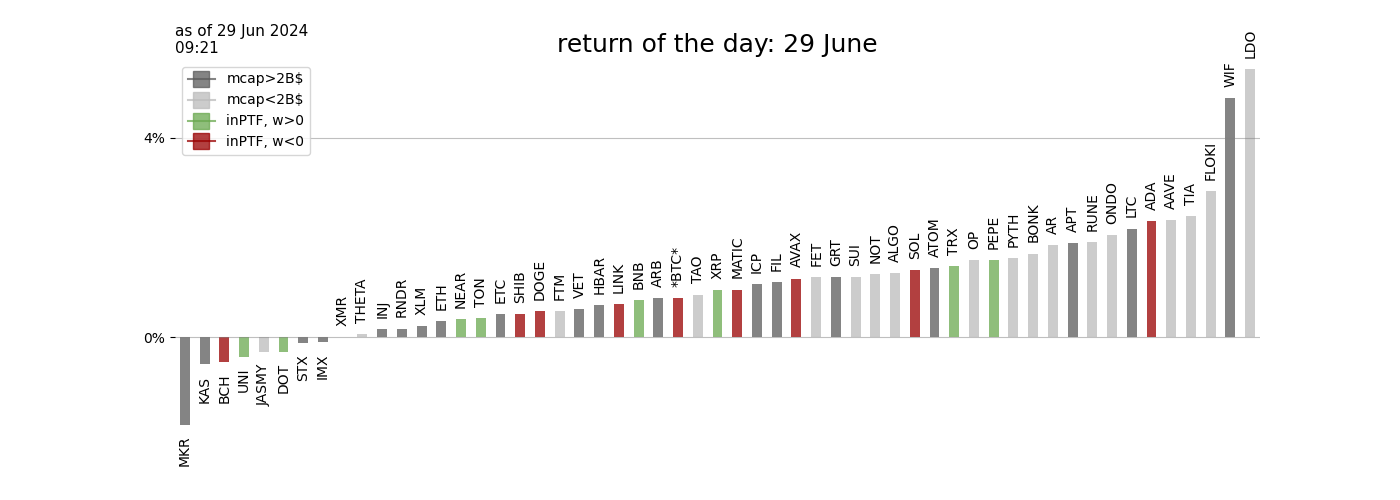 as of 29 Jun 2024
09:21
return of the day: 29 June
mcap>2B$
mcap<2B$
inPTF, w>0
inPTF, w<0
4%
0%
MKR
KAS
BCH
UNI
JASMY
DOT
STX
IMX
XMR
THETA
INJ
RNDR
XLM
ETH
NEAR
TON
ETC
SHIB
DOGE
FTM
VET
HBAR
LINK
BNB
ARB
*BTC*
TAO
XRP
MATIC
ICP
FIL
AVAX
FET
GRT
SUI
NOT
ALGO
SOL
ATOM
TRX
OP
PEPE
PYTH
BONK
AR
APT
RUNE
ONDO
LTC
ADA
AAVE
TIA
FLOKI
WIF
LDO